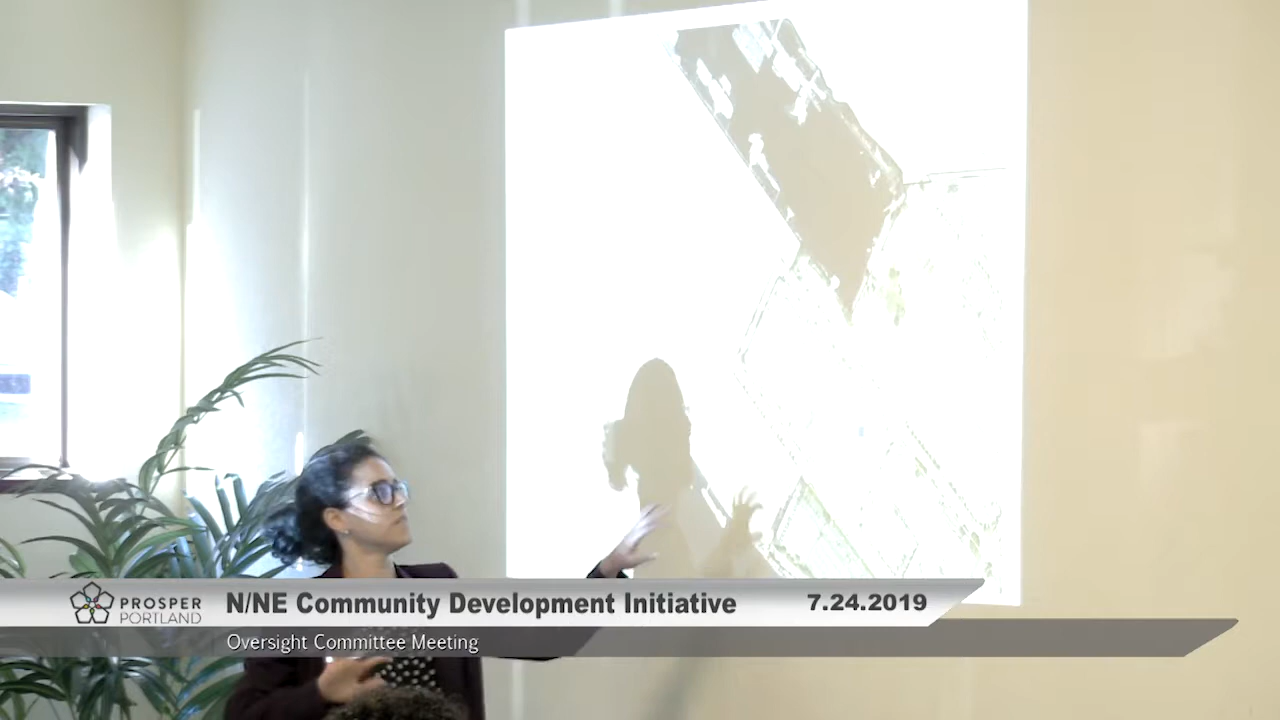 PROSPER
PORTLAND
N/NE Community Development Initiative
7.24.2019
Oversight Committee Meeting